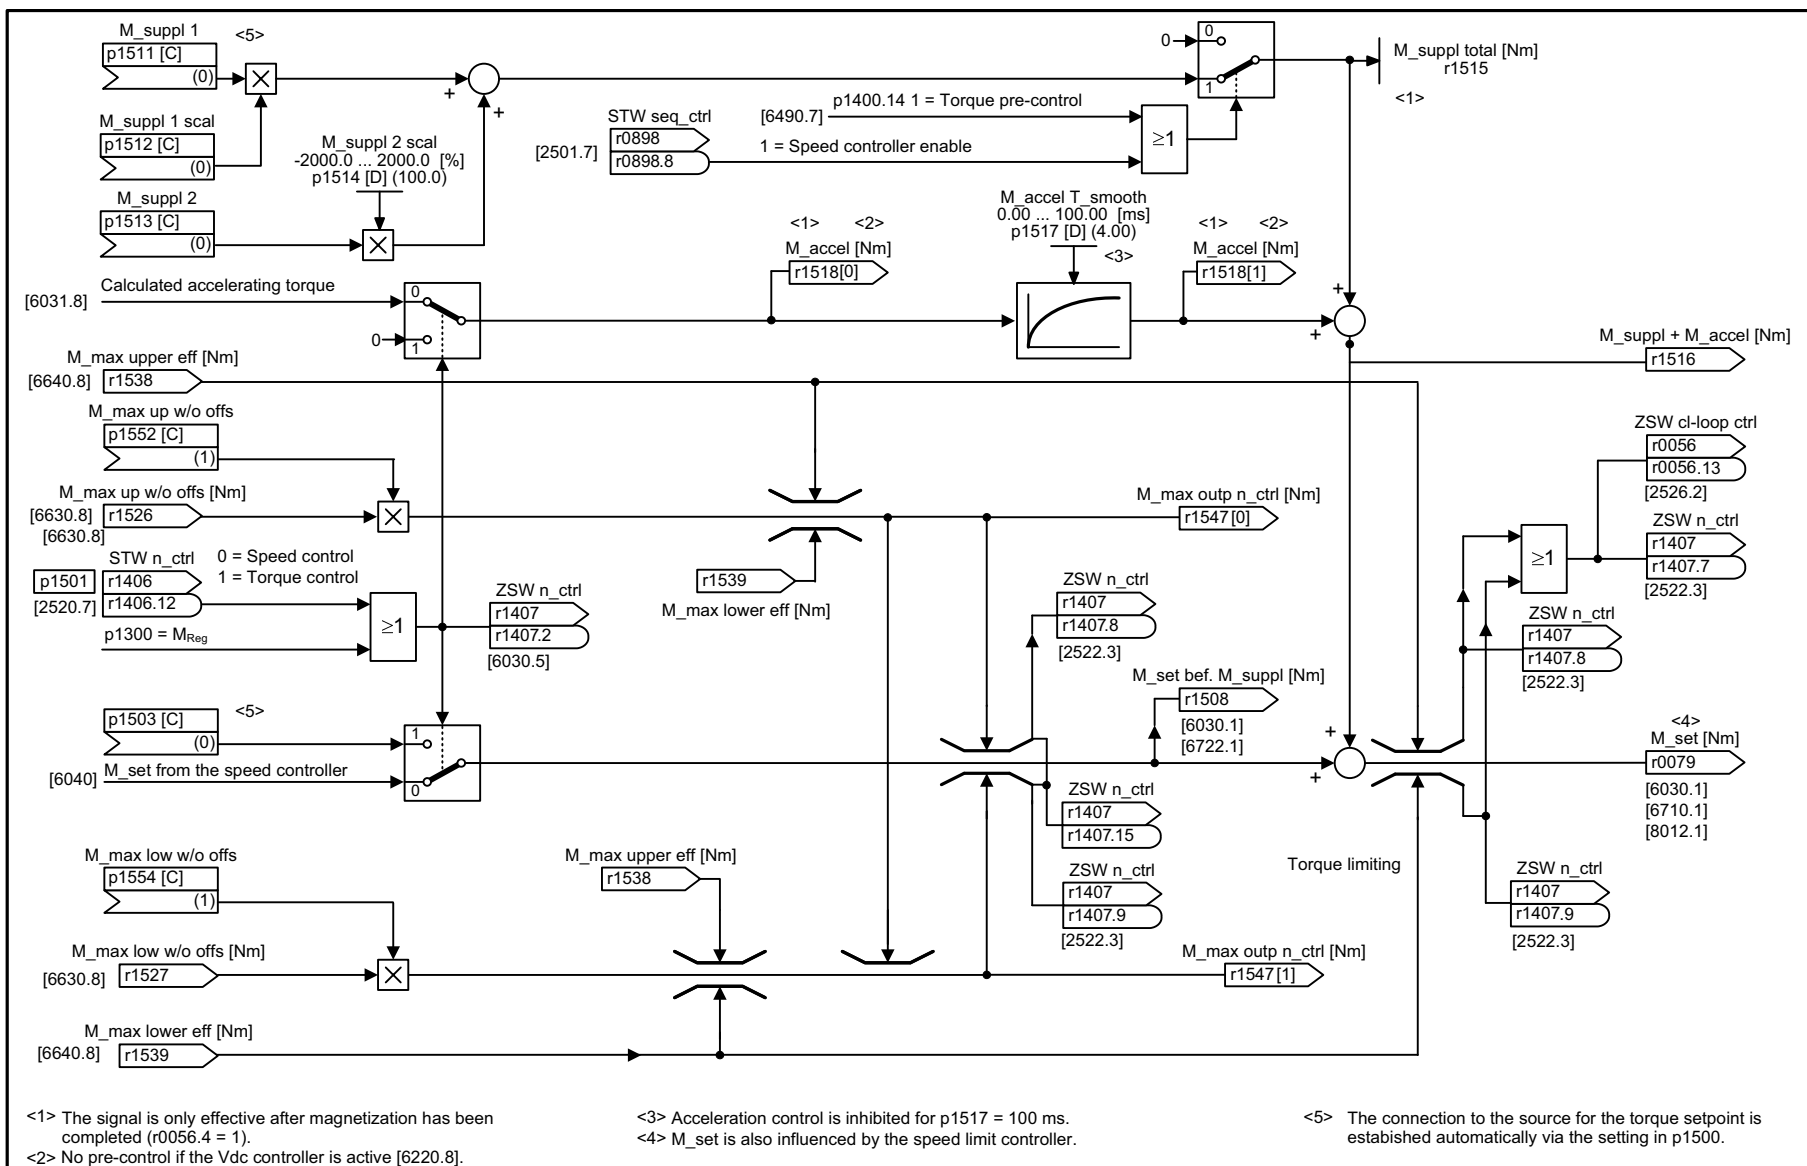 M_suppl 1
<5>
p1511 [C]
(0)
M_suppl 1 scal
p1512 [C]
(0)
M_suppl 2
p1513 [C]
(0)
M_suppl 2 scal
-2000.0 ... 2000.0 [%]
p1514 [D] (100.0)
+
+
STW seq_ctrl
r0898
r0898.8
[2501.7]
[6490.7]
p1400.14 1 = Torque pre-control
1 = Speed controller enable
≥1
0
0
1
M_suppl total [Nm]
r1515
<1>
Calculated accelerating torque
[6031.8]
0
0
1
<1> <2>
M_accel [Nm]
r1518[0]
M_accel T_smooth
0.00 ... 100.00 [ms]
p1517 [D] (4.00)
<3>
<1> <2>
M_accel [Nm]
r1518[1]
+
+
M_suppl + M_accel [Nm]
r1516
M_max upper eff [Nm]
[6640.8]
r1538
M_max up w/o offs
p1552 [C]
(1)
M_max up w/o offs [Nm]
[6630.8]
r1526
[6630.8]
M_max outp n_ctrl [Nm]
r1547[0]
r1539
M_max lower eff [Nm]
STW n_ctrl
0 = Speed control
1 = Torque control
p1501
r1406
r1406.12
[2520.7]
p1300 = MReg
≥1
ZSW n_ctrl
r1407
r1407.2
[6030.5]
ZSW n_ctrl
r1407
r1407.8
[2522.3]
ZSW cl-loop ctrl
r0056
r0056.13
[2526.2]
≥1
ZSW n_ctrl
r1407
r1407.7
[2522.3]
ZSW n_ctrl
r1407
r1407.8
[2522.3]
p1503 [C]
(0)
<5>
[6040]
M_set from the speed controller
1
0
M_set bef. M_suppl [Nm]
r1508
[6030.1]
[6722.1]
+
+
<4>
M_set [Nm]
r0079
[6030.1]
[6710.1]
[8012.1]
ZSW n_ctrl
r1407
r1407.15
ZSW n_ctrl
r1407
r1407.9
[2522.3]
Torque limiting
ZSW n_ctrl
r1407
r1407.9
[2522.3]
M_max low w/o offs
p1554 [C]
(1)
M_max upper eff [Nm]
r1538
M_max low w/o offs [Nm]
[6630.8]
r1527
M_max outp n_ctrl [Nm]
r1547[1]
M_max lower eff [Nm]
[6640.8]
r1539
<1> The signal is only effective after magnetization has been
completed (r0056.4 = 1).
<2> No pre-control if the Vdc controller is active [6220.8].
<3> Acceleration control is inhibited for p1517 = 100 ms.
<4> M_set is also influenced by the speed limit controller.
<5> The connection to the source for the torque setpoint is
estabished automatically via the setting in p1500.